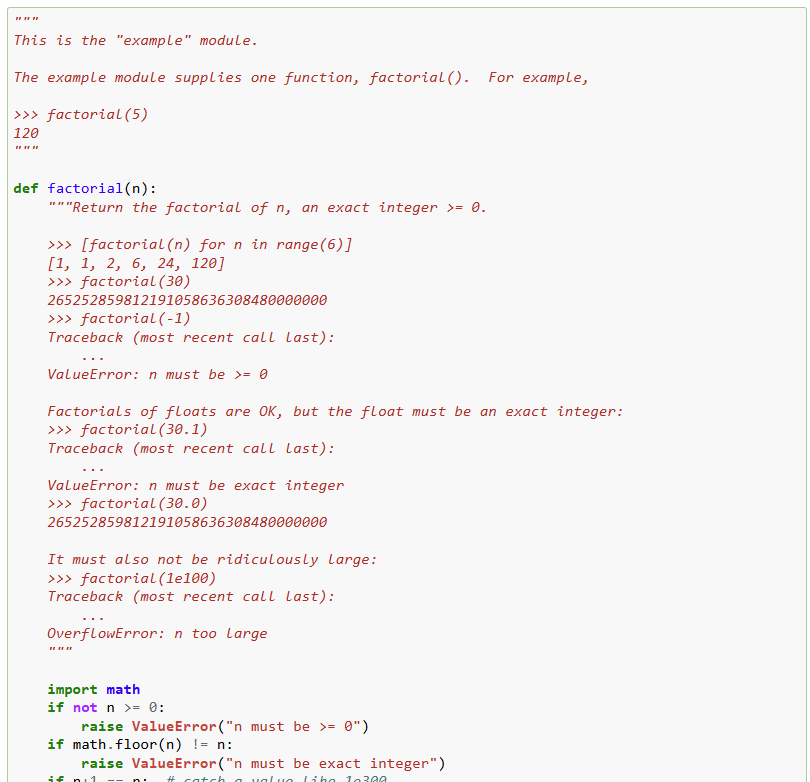 """
This is the "example" module.

The example module supplies one function, factorial().  For example,

>>> factorial(5)
120
"""

def factorial(n):
    """Return the factorial of n, an exact integer >= 0.

    >>> [factorial(n) for n in range(6)]
    [1, 1, 2, 6, 24, 120]
    >>> factorial(30)
    265252859812191058636308480000000
    >>> factorial(-1)
    Traceback (most recent call last):
        ...
    ValueError: n must be >= 0

    Factorials of floats are OK, but the float must be an exact integer:
    >>> factorial(30.1)
    Traceback (most recent call last):
        ...
    ValueError: n must be exact integer
    >>> factorial(30.0)
    265252859812191058636308480000000

    It must also not be ridiculously large:
    >>> factorial(1e100)
    Traceback (most recent call last):
        ...
    OverflowError: n too large
    """

    import math
    if not n >= 0:
        raise ValueError("n must be >= 0")
    if math.floor(n) != n:
        raise ValueError("n must be exact integer")
    if n+1 == n:  # catch a value like 1e300